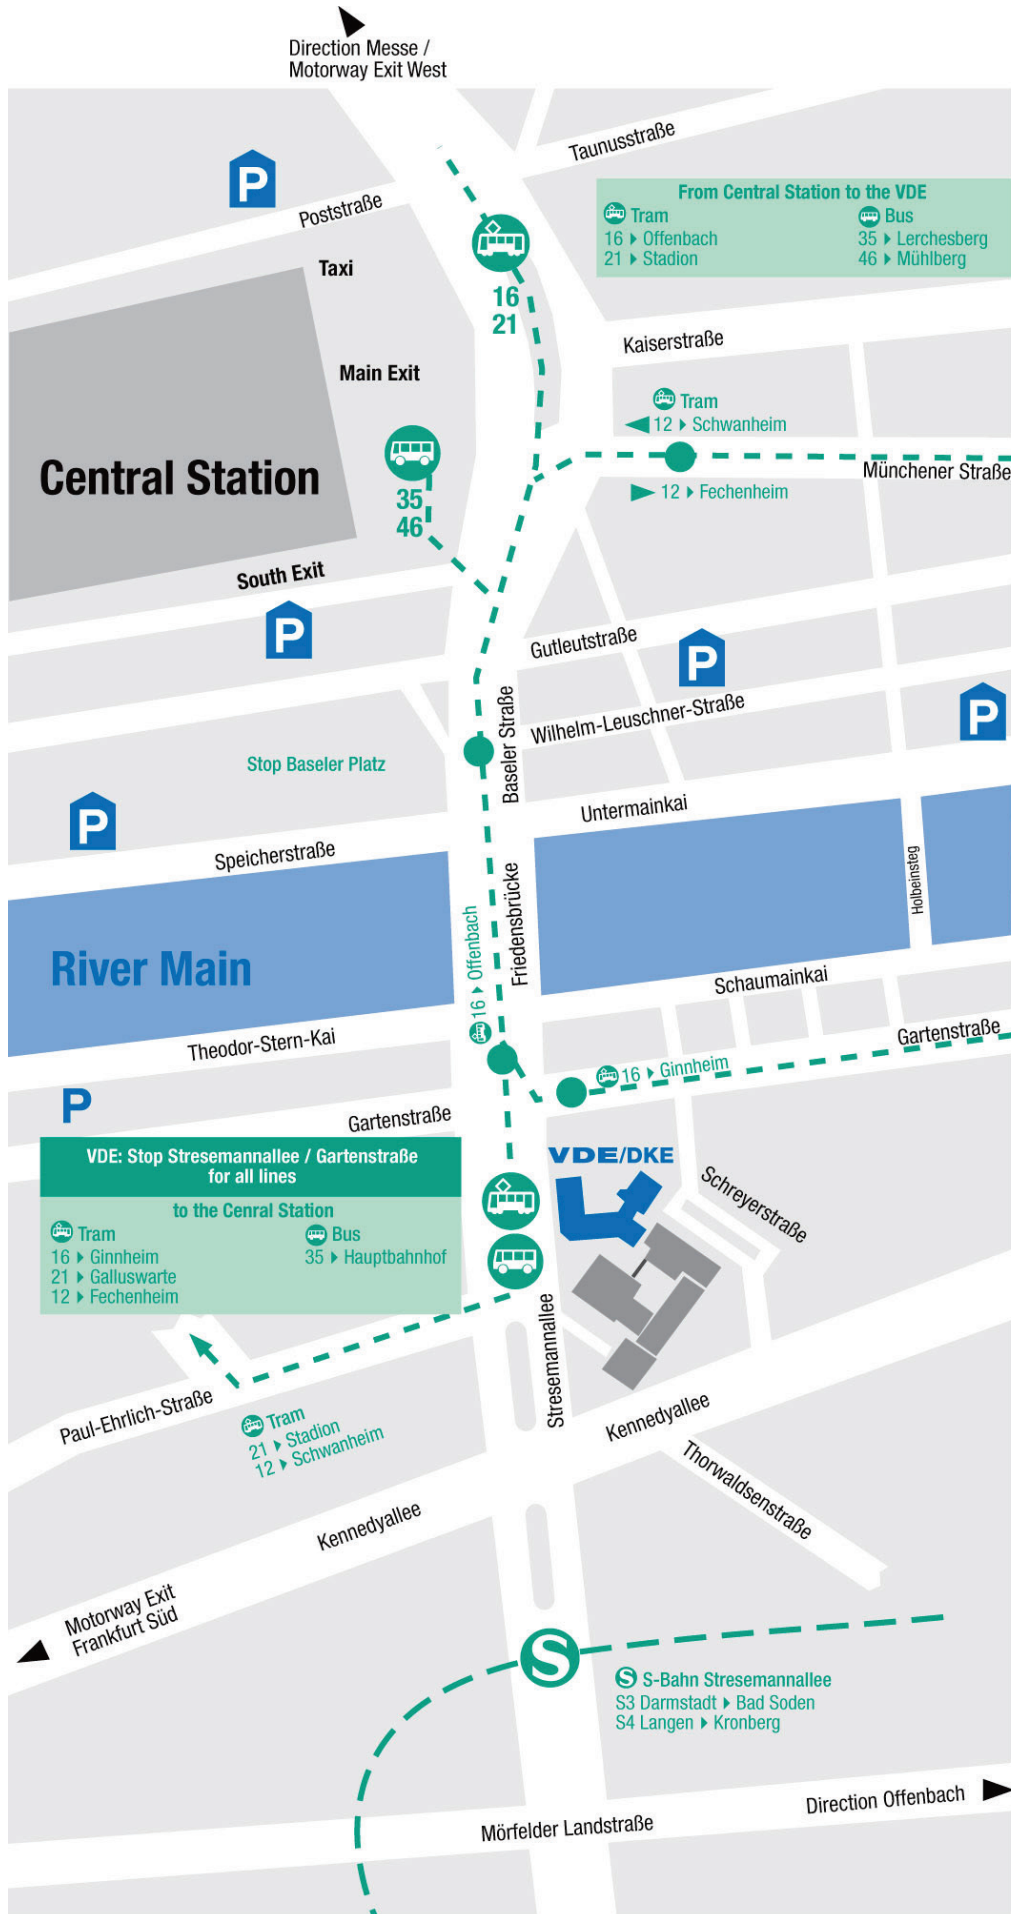 Direction Messe /
Motorway Exit West
Taunusstraße
P
Poststraße
From Central Station to the VDE
Tram
16 ▸ Offenbach
21 ▸ Stadion
Bus
35 ▸ Lerchesberg
46 ▸ Mühlberg
Taxi
16
21
Kaiserstraße
Main Exit
Tram
12 ▸ Schwanheim
Münchener Straße
12 ▸ Fechenheim
Central Station
35
46
South Exit
P
Gutleutstraße
P
Baseler Straße
Wilhelm-Leuschner-Straße
P
Stop Baseler Platz
P
Untermainkai
Speicherstraße
Holbeinsteg
Friedensbrücke
16 ▸ Offenbach
River Main
Schaumainkai
Theodor-Stern-Kai
Gartenstraße
16 ▸ Ginnheim
P
Gartenstraße
VDE: Stop Stresemannallee / Gartenstraße
for all lines
to the Cenral Station
Tram
16 ▸ Ginnheim
21 ▸ Galluswarte
12 ▸ Fechenheim
Bus
35 ▸ Hauptbahnhof
VDE/DKE
Schreyerstraße
Stresemannallee
Paul-Ehrlich-Straße
Tram
21 ▸ Stadion
12 ▸ Schwanheim
Kennedyallee
Thorwaldsenstraße
Kennedyallee
Motorway Exit
Frankfurt Süd
S
S S-Bahn Stresemannallee
S3 Darmstadt ▸ Bad Soden
S4 Langen ▸ Kronberg
Direction Offenbach
Mörfelder Landstraße